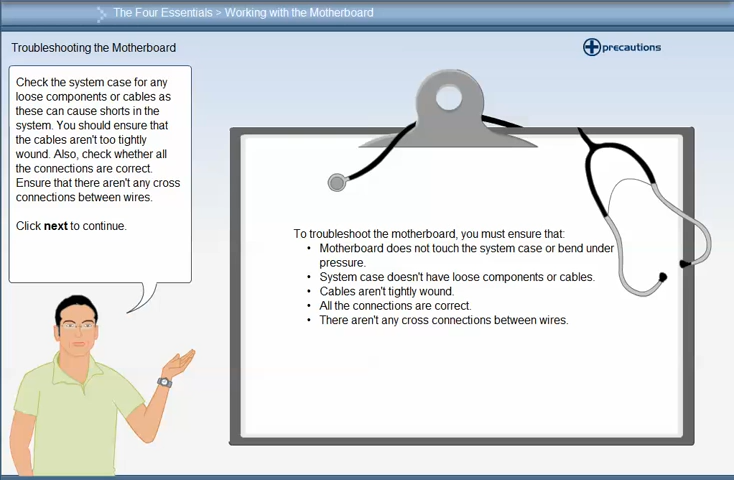 The Four Essentials > Working with the Motherboard
Troubleshooting the Motherboard
precautions
Check the system case for any
loose components or cables as
these can cause shorts in the
system. You should ensure that
the cables aren't too tightly
wound. Also, check whether all
the connections are correct.
Ensure that there aren't any cross
connections between wires.
Click next to continue.
To troubleshoot the motherboard, you must ensure that:
• Motherboard does not touch the system case or bend under
pressure.
• System case doesn't have loose components or cables.
• Cables aren't tightly wound.
• All the connections are correct.
• There aren't any cross connections between wires.